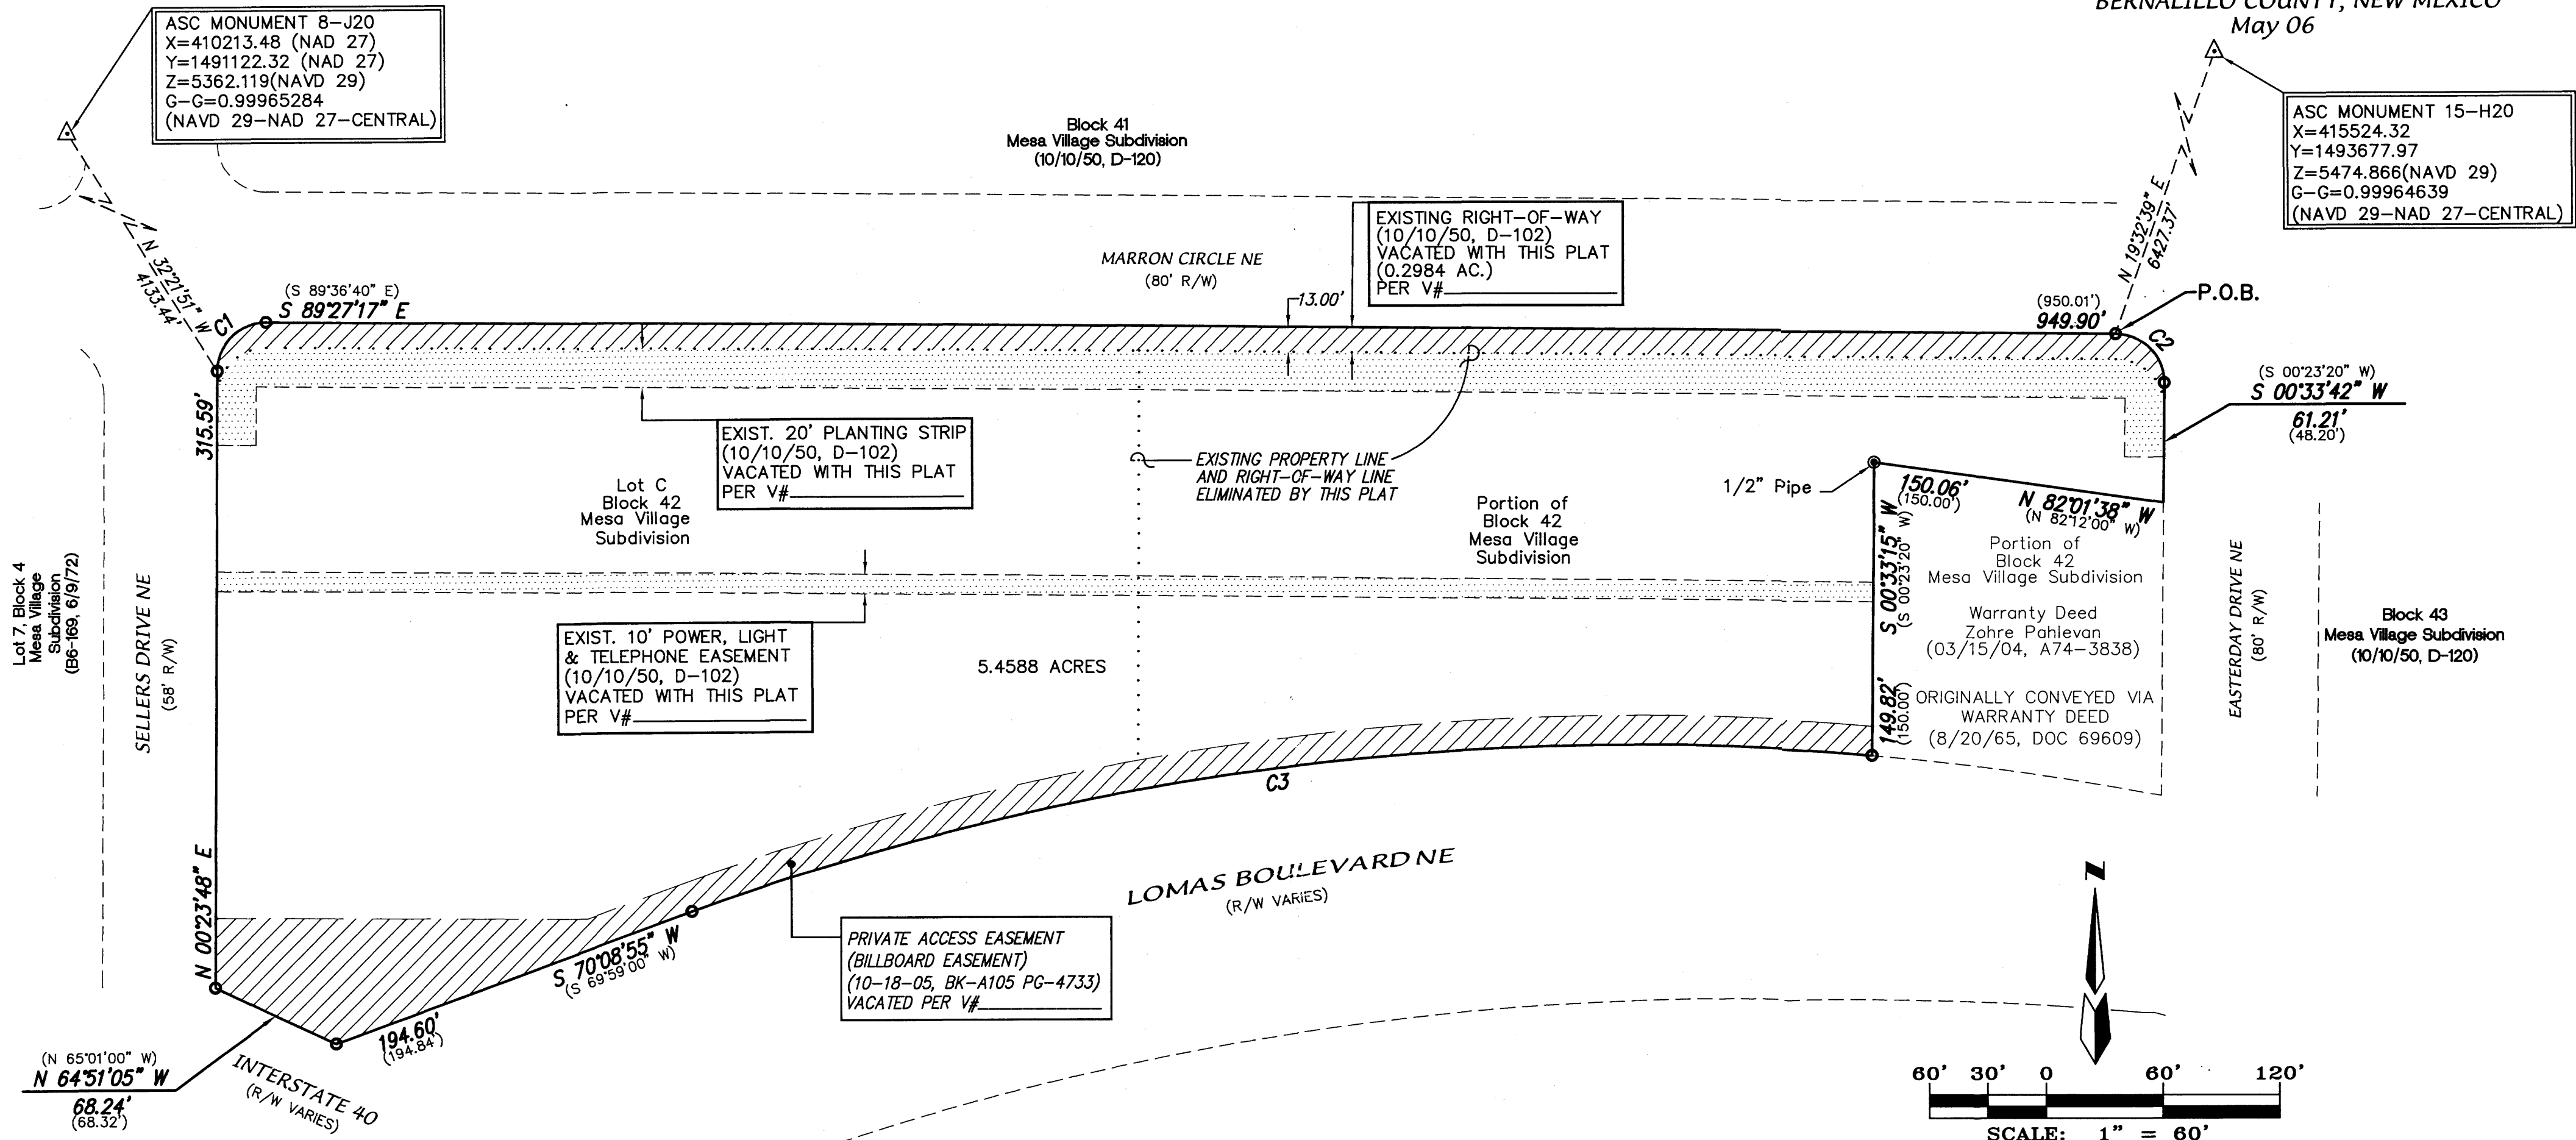 BERNALILLO COUNTY, NEW MEXICO
May 06
ASC MONUMENT 8-J20
X=410213.48 (NAD 27)
Y=1491122.32 (NAD 27)
Z=5362.119(NAVD 29)
G-G=0.99965284
(NAVD 29-NAD 27-CENTRAL)
ASC MONUMENT 15-H20
X=415524.32
Y=1493677.97
Z=5474.866(NAVD 29)
G-G=0.99964639
(NAVD 29-NAD 27-CENTRAL)
Block 41
Mesa Village Subdivision
(10/10/50, D-120)
EXISTING RIGHT-OF-WAY
(10/10/50, D-102)
VACATED WITH THIS PLAT
(0.2984 AC.)
PER V#
MARRON CIRCLE NE
(80' R/W)
13.00'
N 32°21'51" W
4133.44'
N 19°32'39" E
6427.37'
C1
(S 89°36'40" E)
S 89°27'17" E
(950.01')
949.90'
P.O.B.
C2
(S 00°23'20" W)
S 00°33'42" W
61.21'
(48.20')
315.59'
EXIST. 20' PLANTING STRIP
(10/10/50, D-102)
VACATED WITH THIS PLAT
PER V#
EXISTING PROPERTY LINE
AND RIGHT-OF-WAY LINE
ELIMINATED BY THIS PLAT
Lot C
Block 42
Mesa Village
Subdivision
Portion of
Block 42
Mesa Village
Subdivision
1/2" Pipe
150.06'
(150.00')
N 82°01'38" W
(N 82°12'00" W)
S 00°33'15" W
(S 00°23'20" W)
149.82'
(150.00')
Portion of
Block 42
Mesa Village Subdivision
Warranty Deed
Zohre Pahlevan
(03/15/04, A74-3838)
ORIGINALLY CONVEYED VIA
WARRANTY DEED
(8/20/65, DOC 69609)
EASTERDAY DRIVE NE
(80' R/W)
Block 43
Mesa Village Subdivision
(10/10/50, D-120)
Lot 7, Block 4
Mesa Village
Subdivision
(B6-169, 6/9/72)
SELLERS DRIVE NE
(58' R/W)
EXIST. 10' POWER, LIGHT
& TELEPHONE EASEMENT
(10/10/50, D-102)
VACATED WITH THIS PLAT
PER V#
5.4588 ACRES
C3
N 00°23'48" E
LOMAS BOULEVARD NE
(R/W VARIES)
S 70°08'55" W
(S 69°59'00" W)
194.60'
(194.84')
PRIVATE ACCESS EASEMENT
(BILLBOARD EASEMENT)
(10-18-05, BK-A105 PG-4733)
VACATED PER V#
(N 65°01'00" W)
N 64°51'05" W
68.24'
(68.32')
INTERSTATE 40
(R/W VARIES)
N
60' 30' 0 60' 120'
SCALE: 1" = 60'